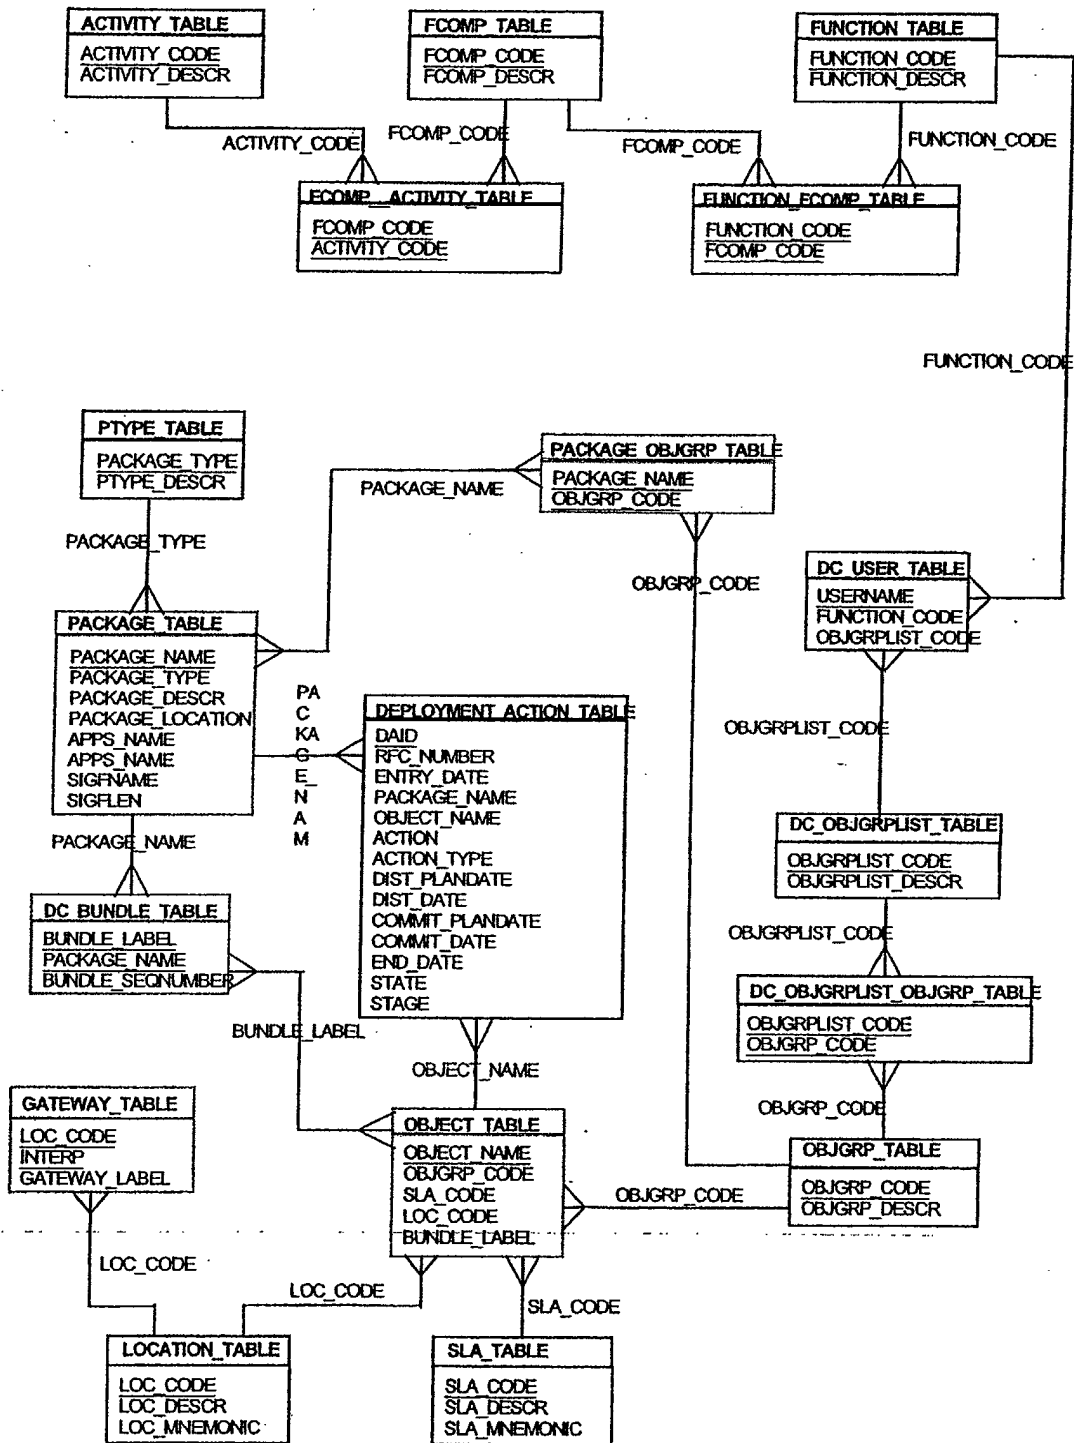 ACTIVITY_TABLE
ACTIVITY_CODE
ACTIVITY_DESCR
FCOMP_TABLE
FCOMP_CODE
FCOMP_DESCR
FUNCTION_TABLE
FUNCTION_CODE
FUNCTION_DESCR
ACTIVITY_CODE
FCOMP_CODE
FCOMP_CODE
FUNCTION_CODE
FCOMP_ACTIVITY_TABLE
FCOMP_CODE
ACTIVITY_CODE
FUNCTION_FCOMP_TABLE
FUNCTION_CODE
FCOMP_CODE
FUNCTION_CODE
PTYPE_TABLE
PACKAGE_TYPE
PTYPE_DESCR
PACKAGE_TYPE
PACKAGE_NAME
PACKAGE_OBJGRP_TABLE
PACKAGE_NAME
OBJGRP_CODE
OBJGRP_CODE
DC_USER_TABLE
USERNAME
FUNCTION_CODE
OBJGRPLIST_CODE
PACKAGE_TABLE
PACKAGE_NAME
PACKAGE_TYPE
PACKAGE_DESCR
PACKAGE_LOCATION
APPS_NAME
APPS_NAME
SIGFNAME
SIGFLEN
PA
C
KA
G
E_
N
A
M
DEPLOYMENT_ACTION_TABLE
DAID
RFC_NUMBER
ENTRY_DATE
PACKAGE_NAME
OBJECT_NAME
ACTION
ACTION_TYPE
DIST_PLANDATE
DIST_DATE
COMMIT_PLANDATE
COMMIT_DATE
END_DATE
STATE
STAGE
OBJGRPLIST_CODE
PACKAGE_NAME
DC_BUNDLE_TABLE
BUNDLE_LABEL
PACKAGE_NAME
BUNDLE_SEQNUMBER
DC_OBJGRPLIST_TABLE
OBJGRPLIST_CODE
OBJGRPLIST_DESCR
OBJGRPLIST_CODE
DC_OBJGRPLIST_OBJGRP_TABLE
OBJGRPLIST_CODE
OBJGRP_CODE
BUNDLE_LABEL
OBJECT_NAME
OBJGRP_CODE
GATEWAY_TABLE
LOC_CODE
INTERP
GATEWAY_LABEL
OBJECT_TABLE
OBJECT_NAME
OBJGRP_CODE
SLA_CODE
LOC_CODE
BUNDLE_LABEL
OBJGRP_CODE
OBJGRP_TABLE
OBJGRP_CODE
OBJGRP_DESCR
LOC_CODE
LOC_CODE
SLA_CODE
LOCATION_TABLE
LOC_CODE
LOC_DESCR
LOC_MNEMONIC
SLA_TABLE
SLA_CODE
SLA_DESCR
SLA_MNEMONIC